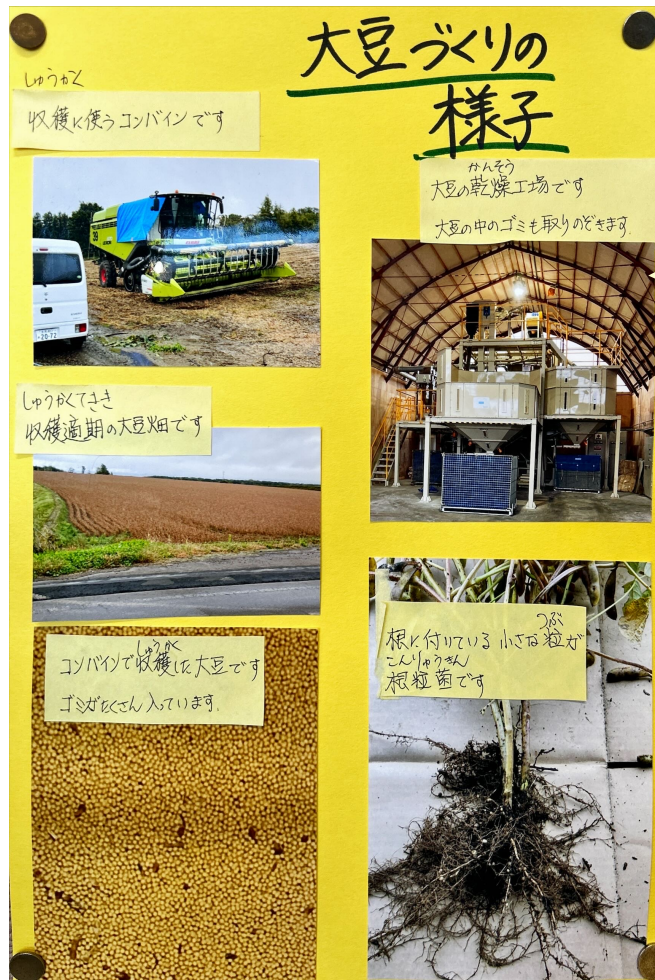 大豆づくりの
様子
しゅうかく
収穫に使うコンバインです
20-72
しゅうかくてきき
収穫適期の大豆畑です
しゅうかく
コンバインで収穫した大豆です
ゴミがたくさん入っています.
かんそう
大豆の乾燥工場です
大豆の中のゴミも取りのぞきます.
つぶ
根に付いている小さな粒が
こんりゅうきん
根粒菌です